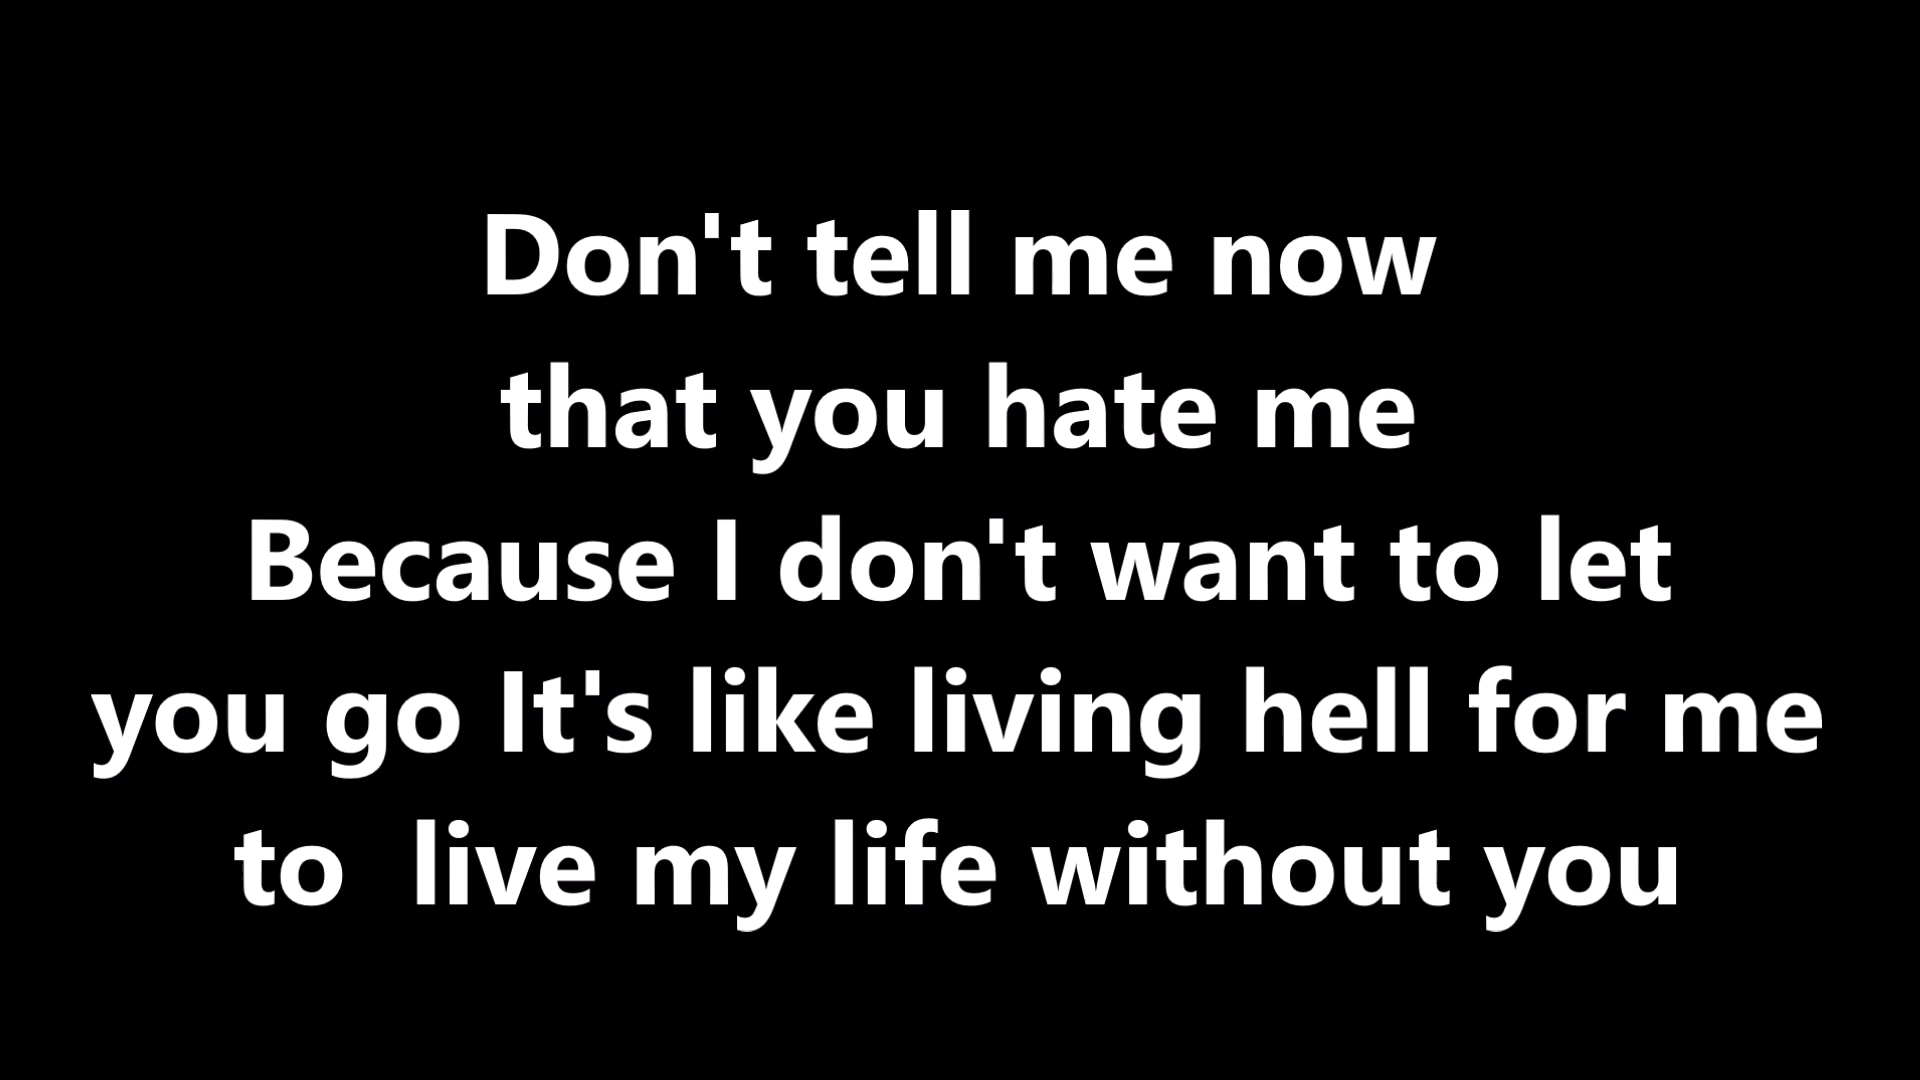 Don't tell me now
that you hate me
Because I don't want to let
you go It's like living hell for me
to  live my life without you